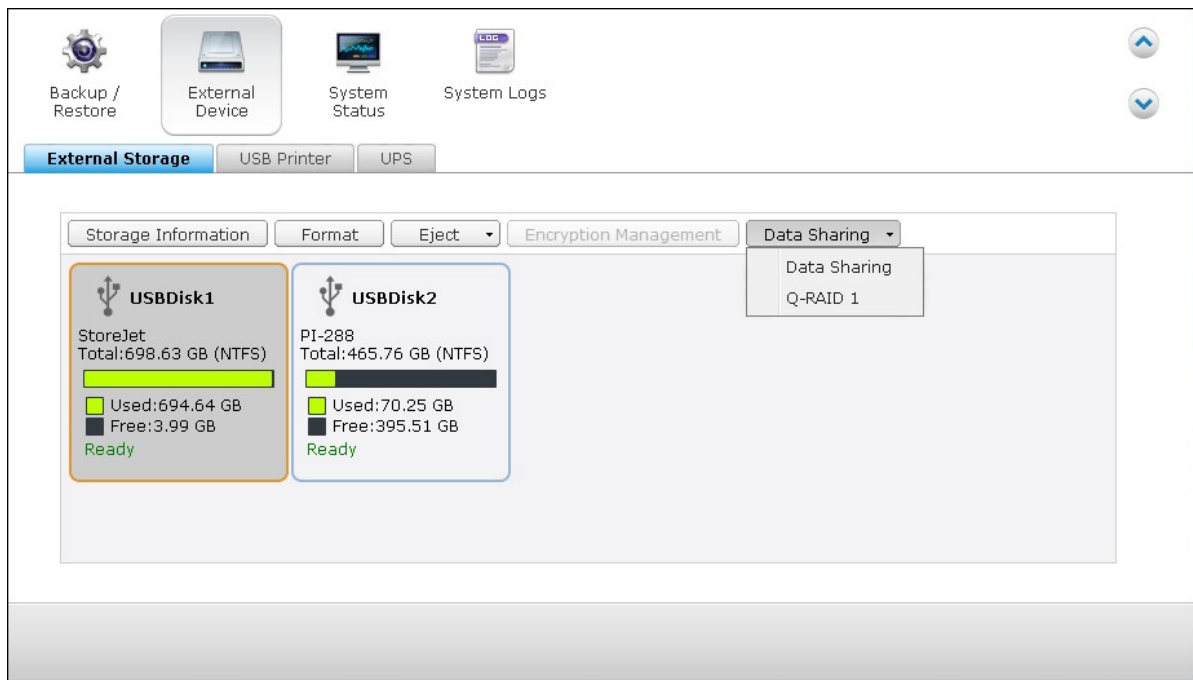 LOG
Backup /
Restore
External
Device
System
Status
System Logs
External Storage
USB Printer
UPS
Storage Information
Format
Eject
Encryption Management
Data Sharing
Data Sharing
Q-RAID 1
USBDisk1
StoreJet
Total:698.63 GB (NTFS)
Used:694.64 GB
Free:3.99 GB
Ready
USBDisk2
PI-288
Total:465.76 GB (NTFS)
Used:70.25 GB
Free:395.51 GB
Ready